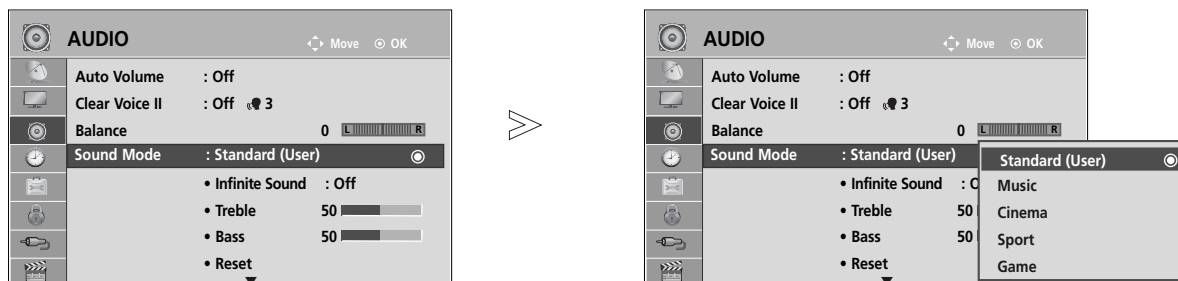 AUDIO
Move
OK
Auto Volume : Off
Clear Voice II : Off 3
Balance 0 L R
Sound Mode : Standard (User)
• Infinite Sound : Off
• Treble 50
• Bass 50
• Reset
>
AUDIO
Move
OK
Auto Volume : Off
Clear Voice II : Off 3
Balance 0 L R
Sound Mode : Standard (User)
• Infinite Sound : O
• Treble 50
• Bass 50
• Reset
Standard (User)
Music
Cinema
Sport
Game